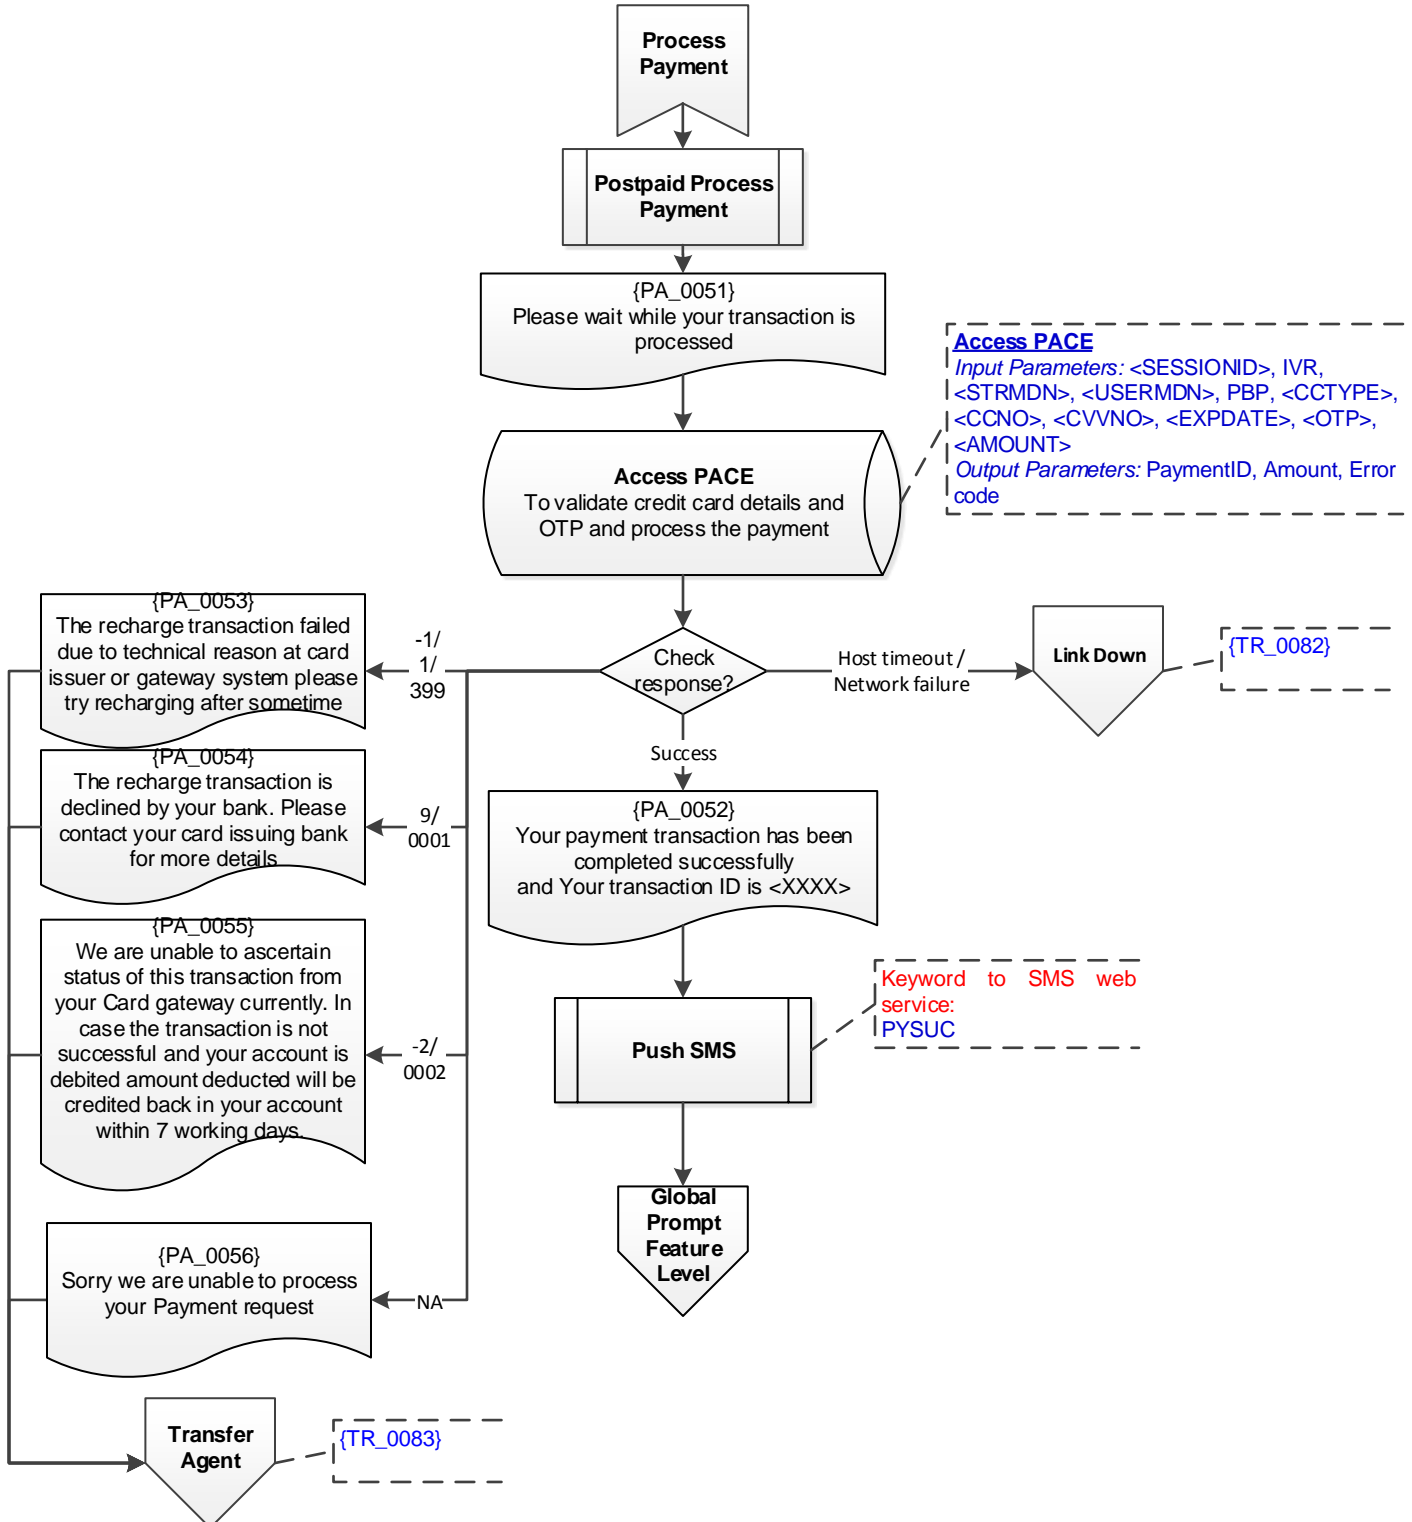 Process
Payment
Postpaid Process
Payment
{PA_0051}
Please wait while your transaction is
processed
Access PACE
Input Parameters: <SESSIONID>, IVR,
<STRMDN>, <USERMDN>, PBP, <CCTYPE>,
<CCNO>, <CVVNO>, <EXPDATE>, <OTP>,
<AMOUNT>
Output Parameters: PaymentID, Amount, Error
code
Access PACE
To validate credit card details and
OTP and process the payment
{PA_0053}
The recharge transaction failed
due to technical reason at card
issuer or gateway system please
try recharging after sometime
-1/
1/
399
Check
response?
Host timeout /
Network failure
Link Down
{TR_0082}
Success
{PA_0054}
The recharge transaction is
declined by your bank. Please
contact your card issuing bank
for more details
9/
0001
{PA_0052}
Your payment transaction has been
completed successfully
and Your transaction ID is <XXXX>
{PA_0055}
We are unable to ascertain
status of this transaction from
your Card gateway currently. In
case the transaction is not
successful and your account is
debited amount deducted will be
credited back in your account
within 7 working days.
-2/
0002
Push SMS
Keyword to SMS web
service:
PYSUC
Global
Prompt
Feature
Level
{PA_0056}
Sorry we are unable to process
your Payment request
NA
Transfer
Agent
{TR_0083}